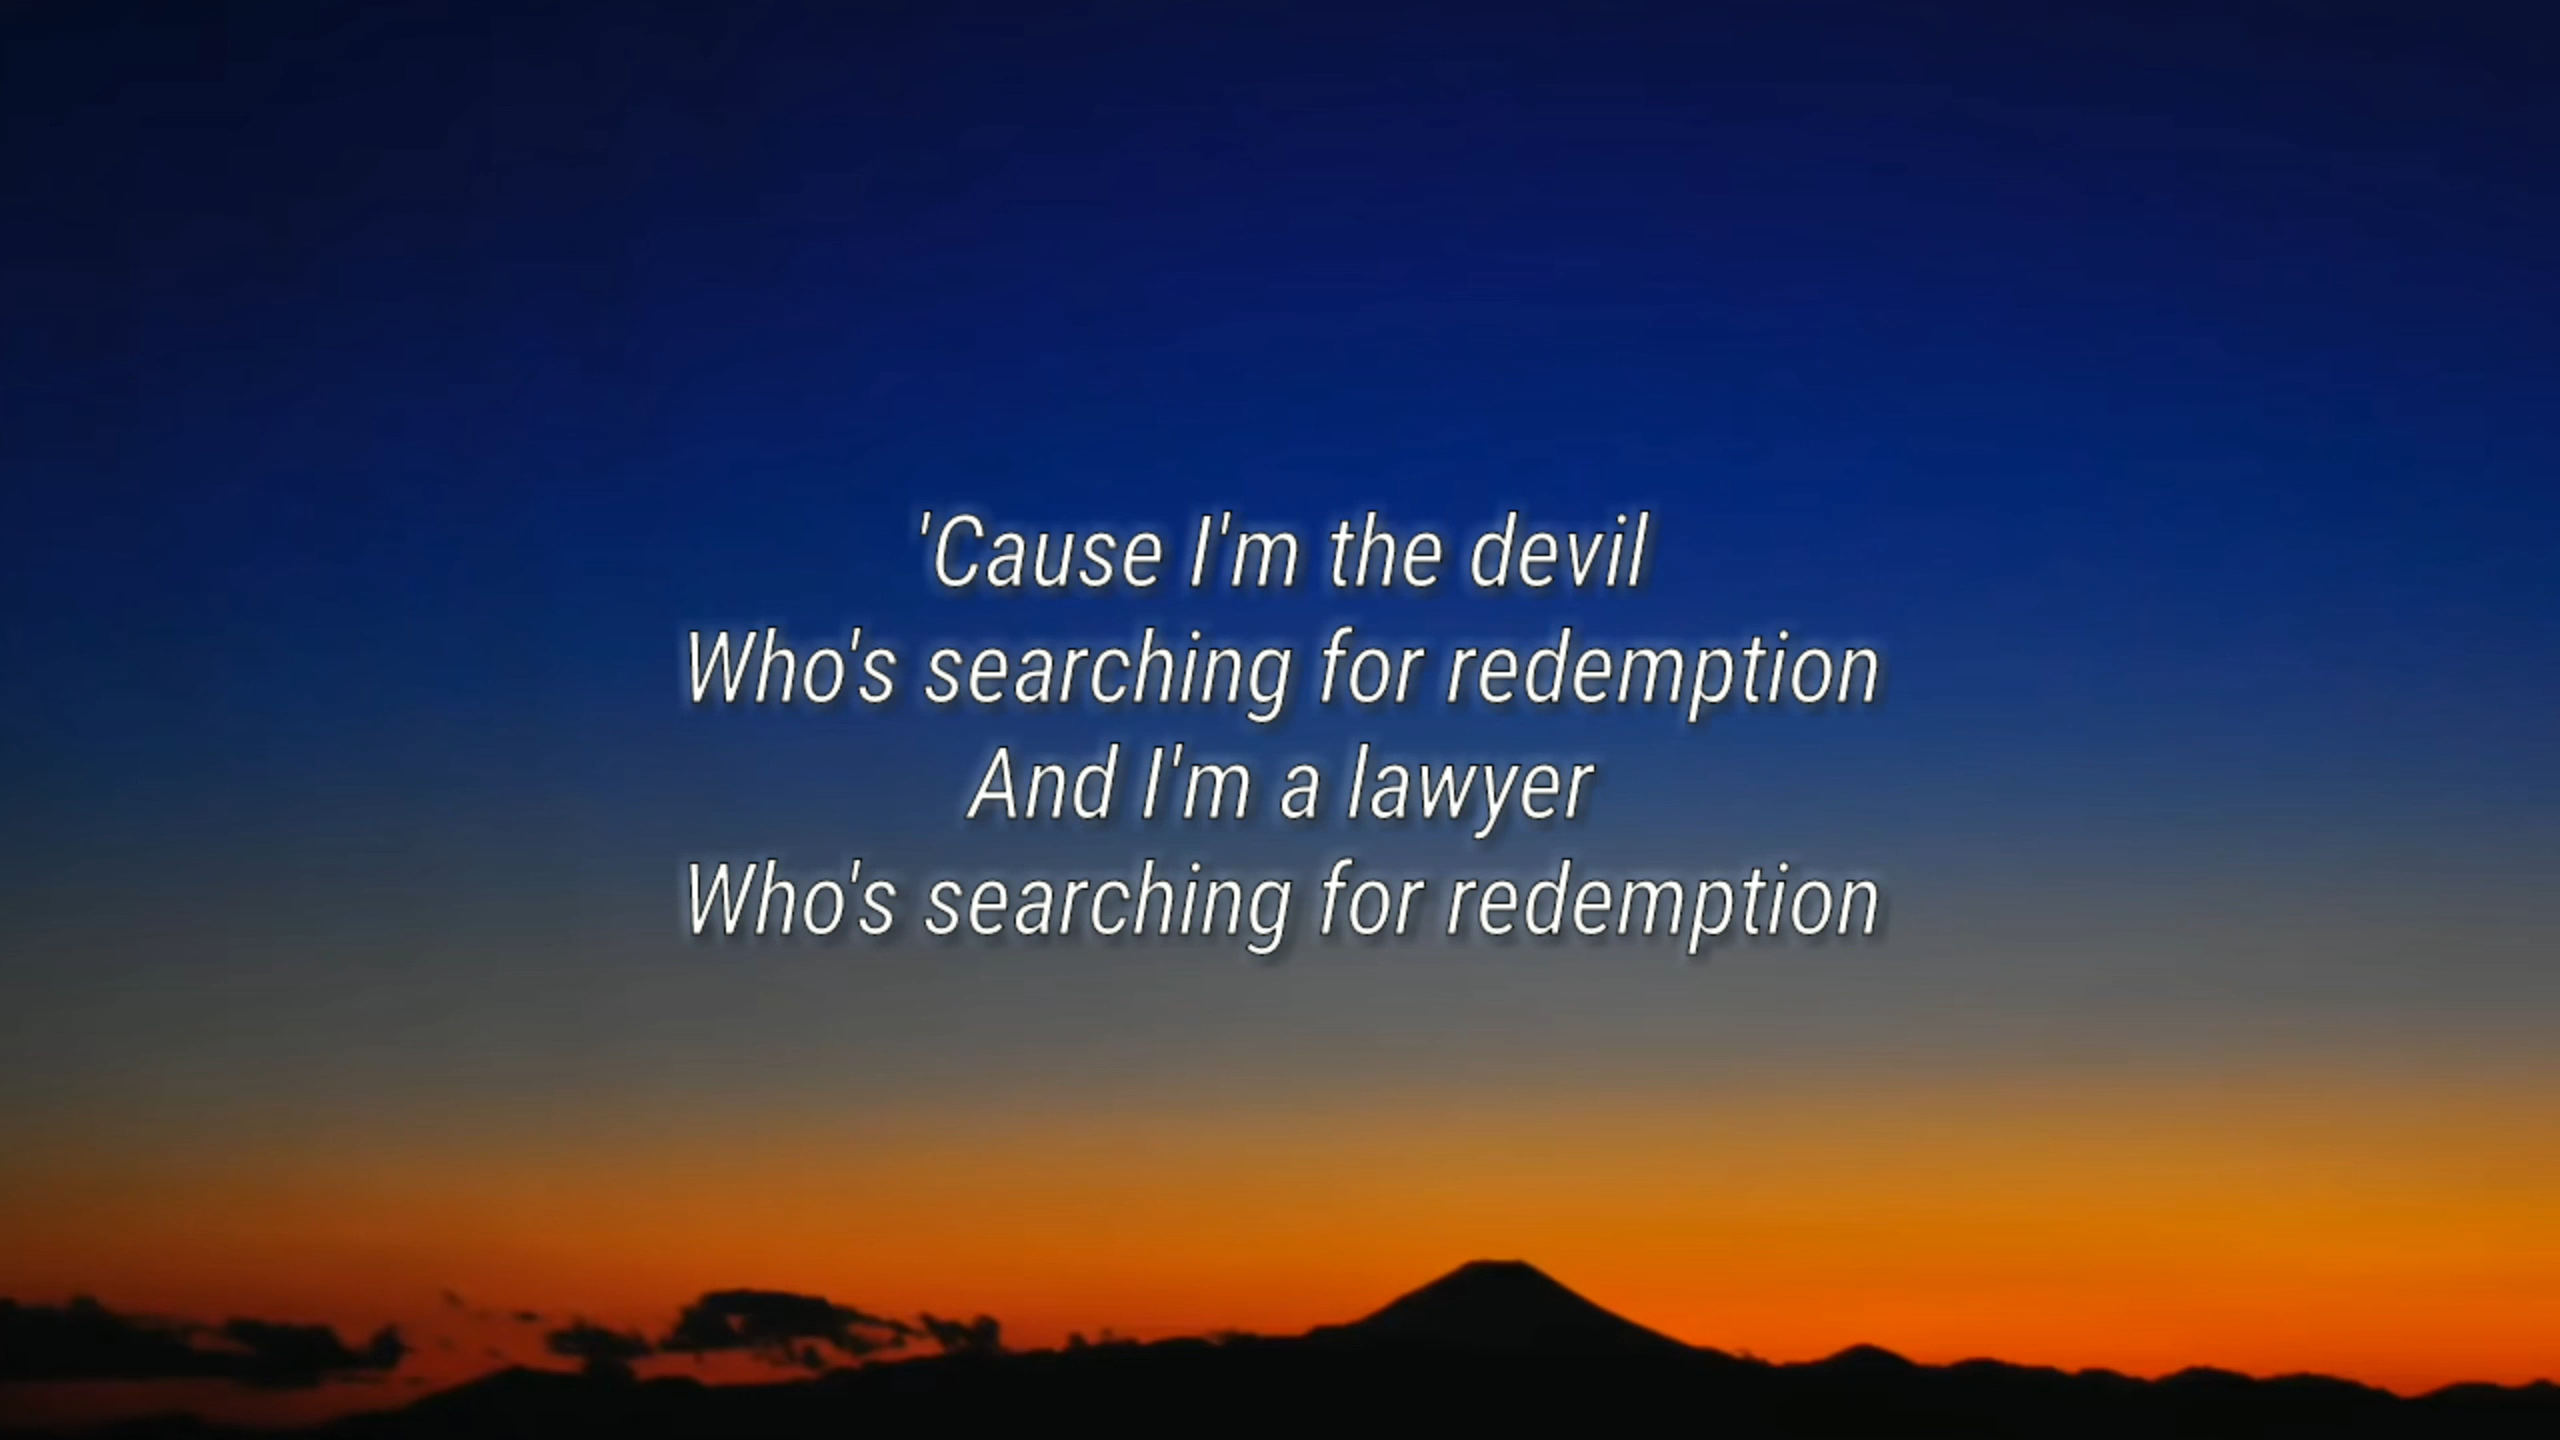 'Cause I'm the devil
Who's searching for redemption
And I'm a lawyer
Who's searching for redemption